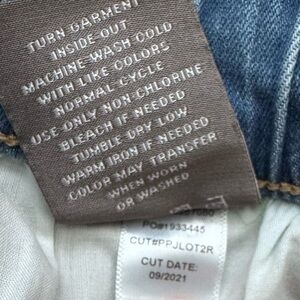 TURN GARMENT
INSIDE OUT
MACHINE WASH COLD
WITH LIKE COLORS
NORMAL CYCLE
USE ONLY NON-CHLORINE
BLEACH IF NEEDED
TUMBLE DRY LOW
WARM IRON IF NEEDED
COLOR MAY TRANSFER
WHEN WORN
OR WASHED
PO#1933445
CUT#PPJLOT2R
CUT DATE:
09/2021